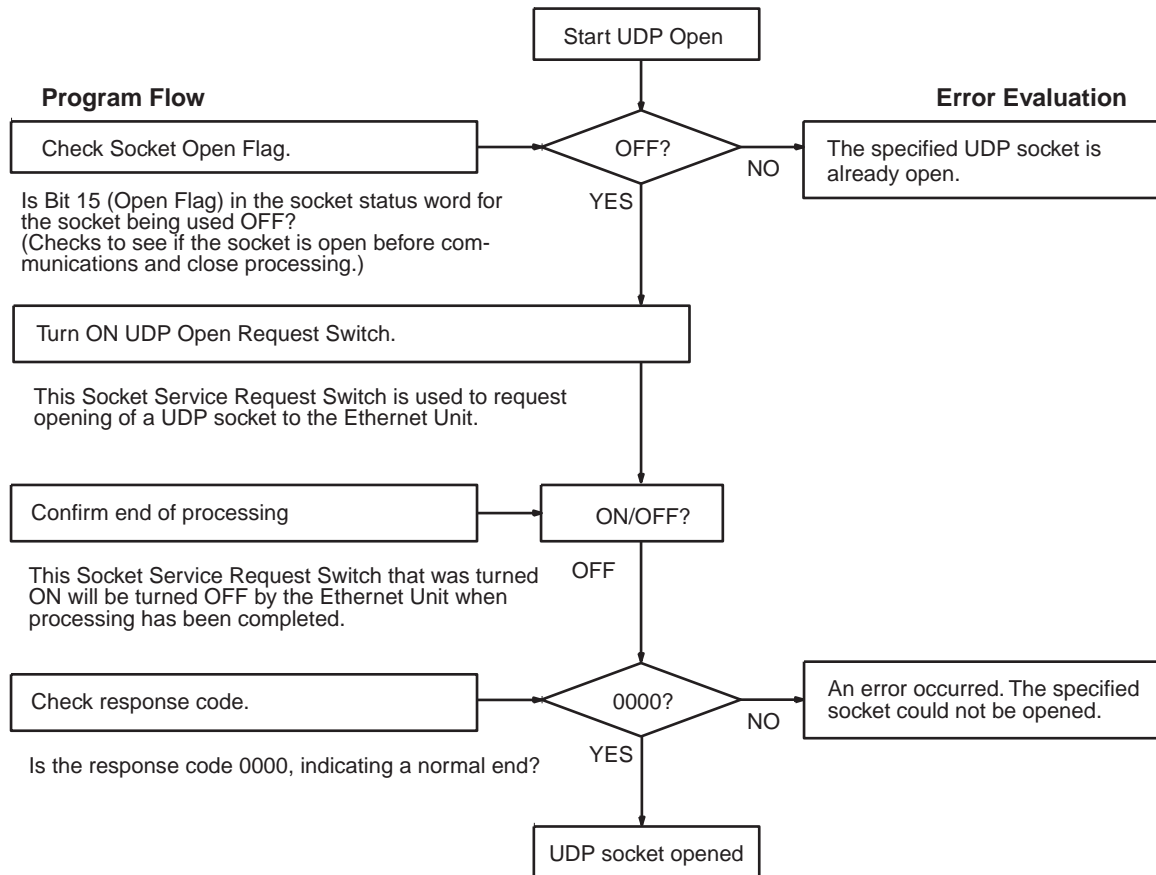 Start UDP Open
Program Flow
Error Evaluation
Check Socket Open Flag.
OFF?
NO
The specified UDP socket is
already open.
YES
Is Bit 15 (Open Flag) in the socket status word for
the socket being used OFF?
(Checks to see if the socket is open before com-
munications and close processing.)
Turn ON UDP Open Request Switch.
This Socket Service Request Switch is used to request
opening of a UDP socket to the Ethernet Unit.
Confirm end of processing
ON/OFF?
OFF
This Socket Service Request Switch that was turned
ON will be turned OFF by the Ethernet Unit when
processing has been completed.
Check response code.
0000?
NO
An error occurred. The specified
socket could not be opened.
YES
Is the response code 0000, indicating a normal end?
UDP socket opened